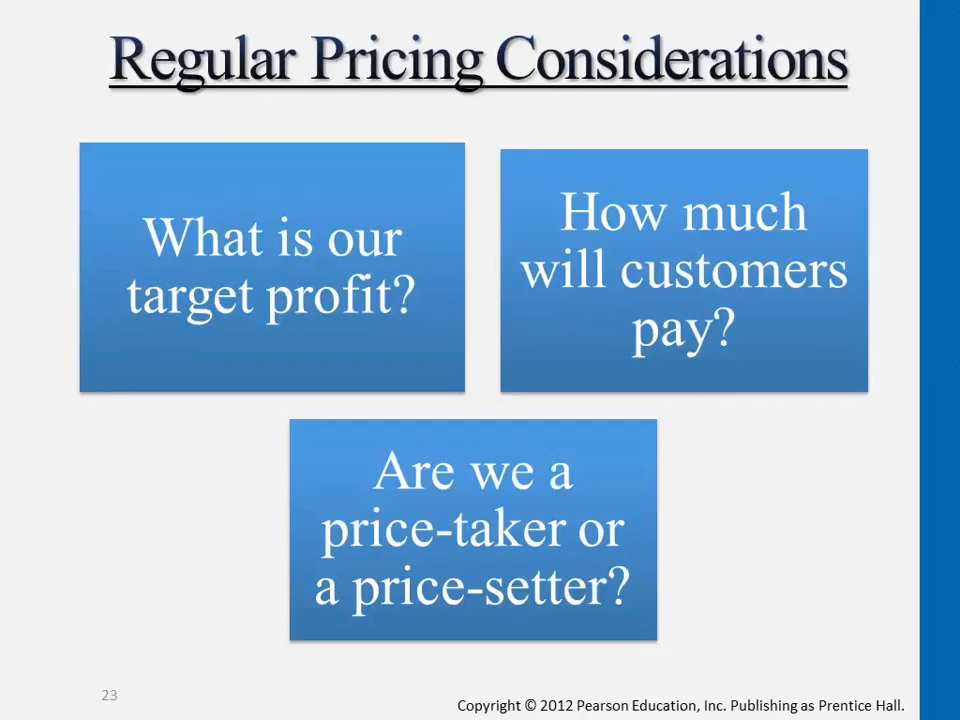 Regular Pricing Considerations
What is our
target profit?
How much
will customers
pay?
Are we a
price-taker or
a price-setter?
23
Copyright © 2012 Pearson Education, Inc. Publishing as Prentice Hall.